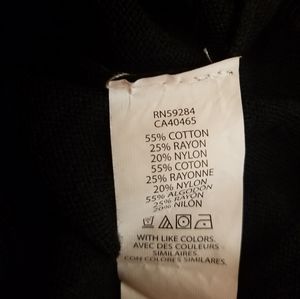 RN59284
CA40465
55% COTTON
25% RAYON
20% NYLON
55% COTON
25% RAYONNE
20% NYLON
55% ALGODON
25% RAYON
20% NILÓN
WITH LIKE COLORS.
AVEC DES COULEURS
SIMILAIRES
CON COLORES SIMILARES.